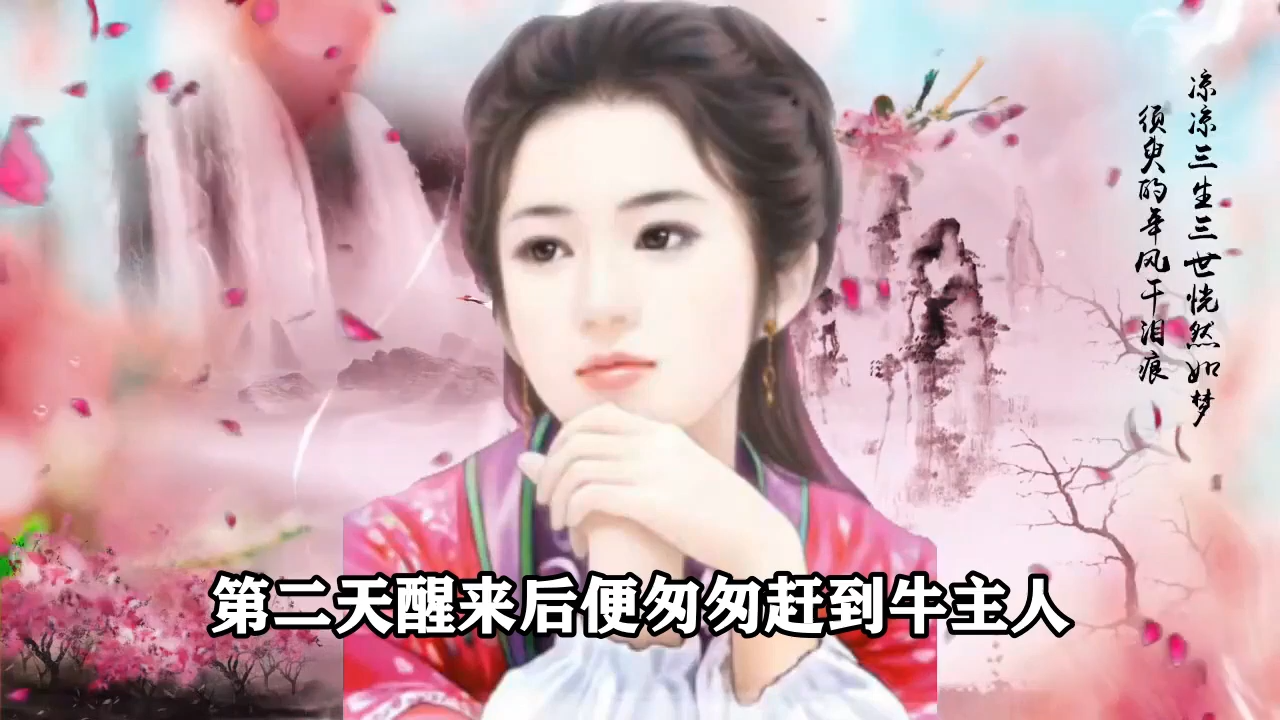 凉凉三生三世恍然如梦
须臾的年风干泪痕
第二天醒来后便匆匆赶到牛主人